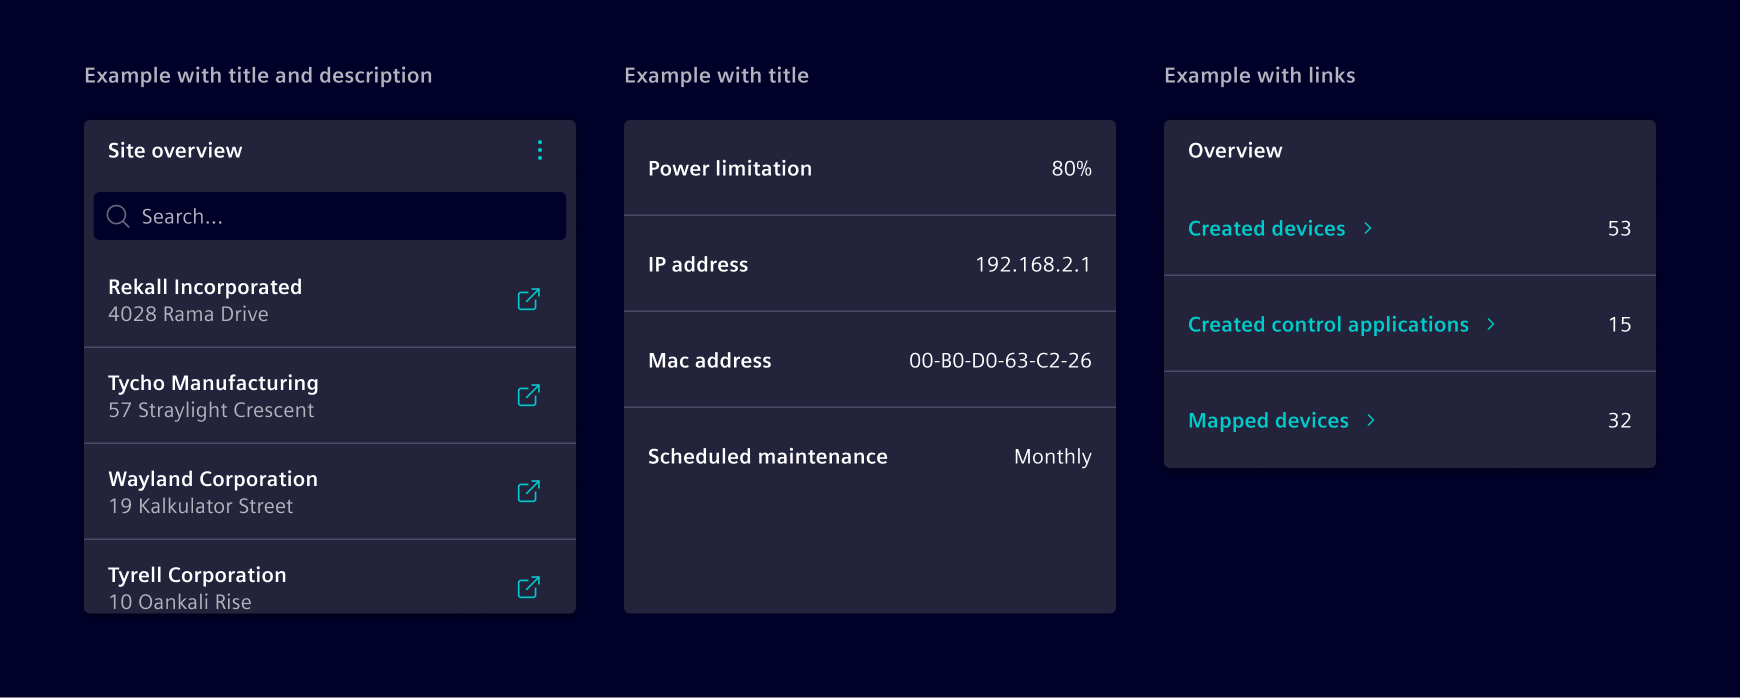 Example with title and description
Site overview
Search...
Rekall Incorporated
4028 Rama Drive
Tycho Manufacturing
57 Straylight Crescent
Wayland Corporation
19 Kalkulator Street
Tyrell Corporation
10 Oankali Rise
Example with title
Power limitation 80%
IP address 192.168.2.1
Mac address 00-B0-D0-63-C2-26
Scheduled maintenance Monthly
Example with links
Overview
Created devices 53
Created control applications 15
Mapped devices 32